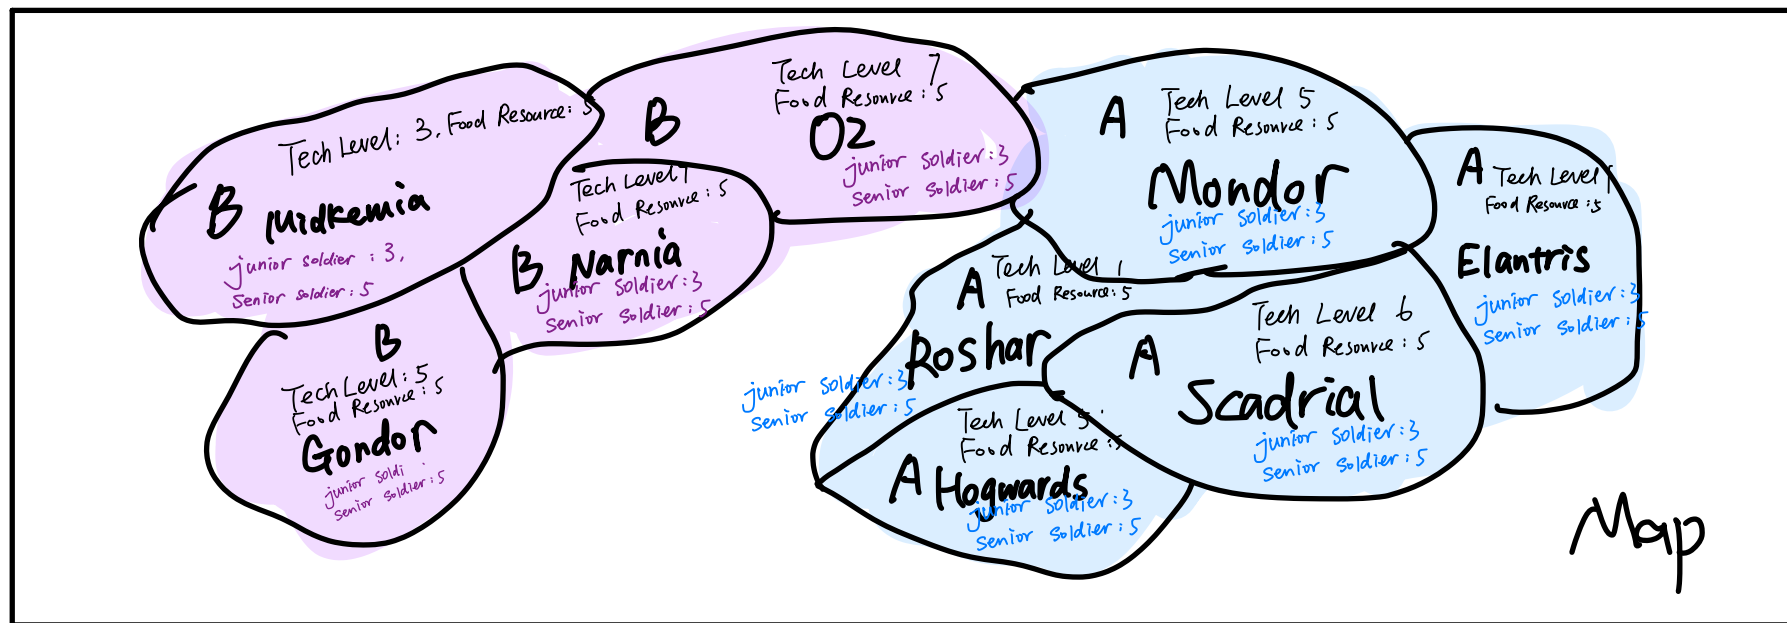 Tech Level: 3, Food Resource: 5
B Midkemia
junior soldier : 3,
senior soldier: 5
Tech Level 7
Food Resource: 5
B
Oz
junior soldier: 3
senior soldier: 5
Tech Level 1
Food Resource: 5
B Narnia
junior soldier: 3
senior soldier: 5
B
Tech Level: 5
Food Resource: 5
Gondor
junior soldi
senior soldier: 5
A
Tech Level 5
Food Resource: 5
Mondor
junior soldier: 3
senior soldier: 5
A Tech Level
Food Resource: 5
Elantris
junior soldier: 3
senior soldier: 5
A
Tech Level 1
Food Resource: 5
Roshar
junior soldier: 3
senior soldier: 5
Tech Level 6
Food Resource: 5
A
Scadrial
junior soldier: 3
senior soldier: 5
Tech Level 5
Food Resource: 5
A Hogwards
junior soldier: 3
senior soldier: 5
Map